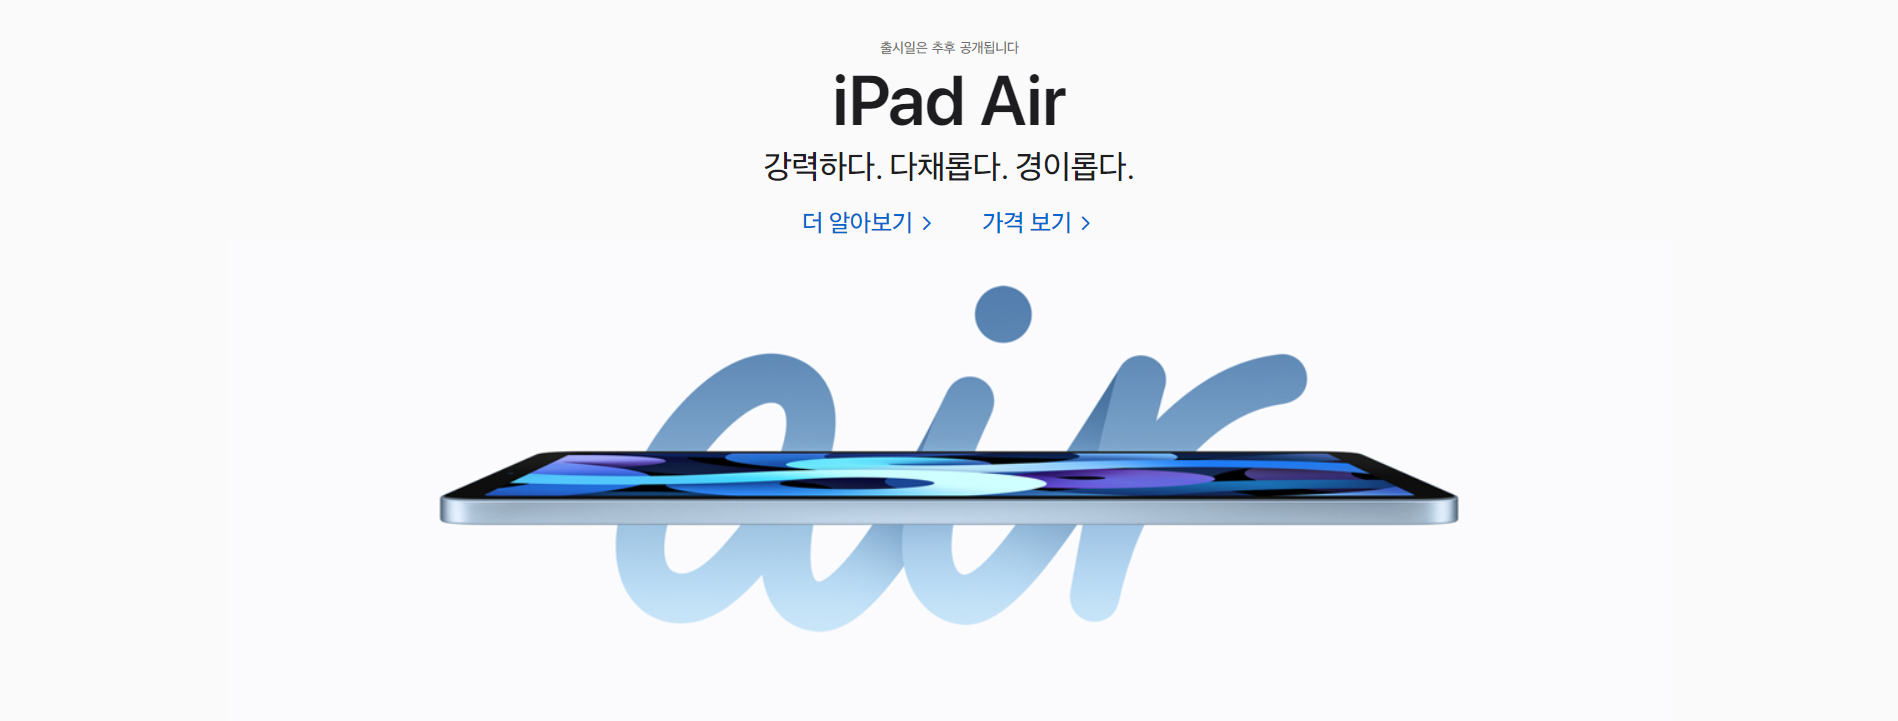 출시일은 추후 공개됩니다
iPad Air
강력하다. 다채롭다. 경이롭다.
더 알아보기 > 가격 보기 >
air